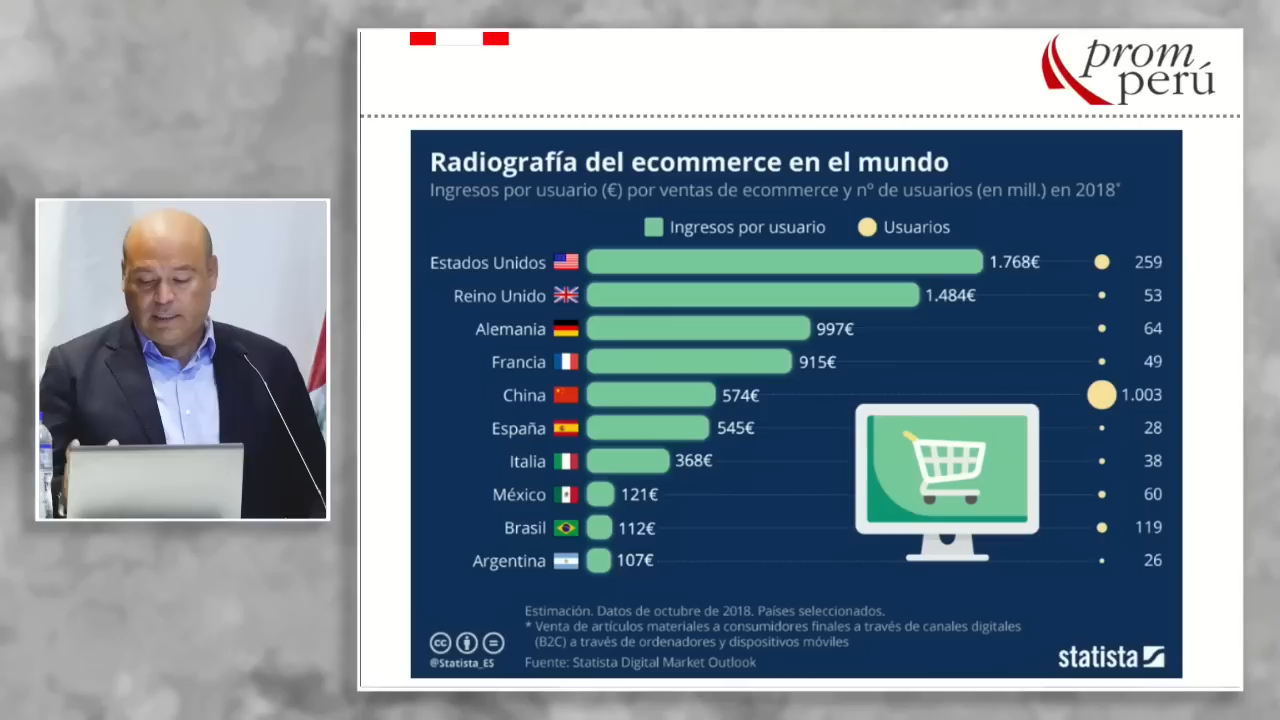 prom
perú
Radiografía del ecommerce en el mundo
Ingresos por usuario (€) por ventas de ecommerce y nº de usuarios (en mill.) en 2018*
Ingresos por usuario Usuarios
Estados Unidos 1.768€ 259
Reino Unido 1.484€ 53
Alemania 997€ 64
Francia 915€ 49
China 574€ 1.003
España 545€ 28
Italia 368€ 38
México 121€ 60
Brasil 112€ 119
Argentina 107€ 26
Estimación. Datos de octubre de 2018. Países seleccionados.
* Venta de artículos materiales a consumidores finales a través de canales digitales
(B2C) a través de ordenadores y dispositivos móviles
cc
@Statista_ES Fuente: Statista Digital Market Outlook
statista